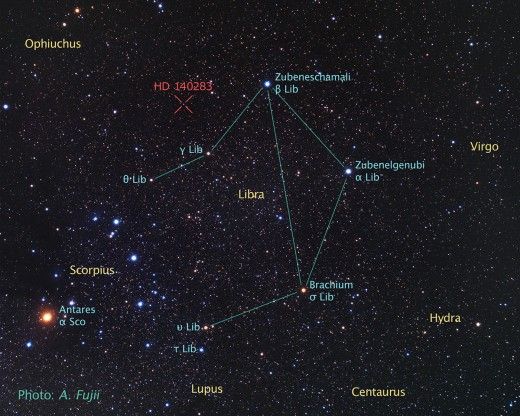 Ophiuchus
Zubeneschamali
β Lib
HD 140283
γ Lib
Virgo
Zubenelgenubi
α Lib
θ Lib
Libra
Scorpius
Brachium
σ Lib
Antares
α Sco
Hydra
υ Lib
τ Lib
Lupus
Centaurus
Photo: A. Fujii